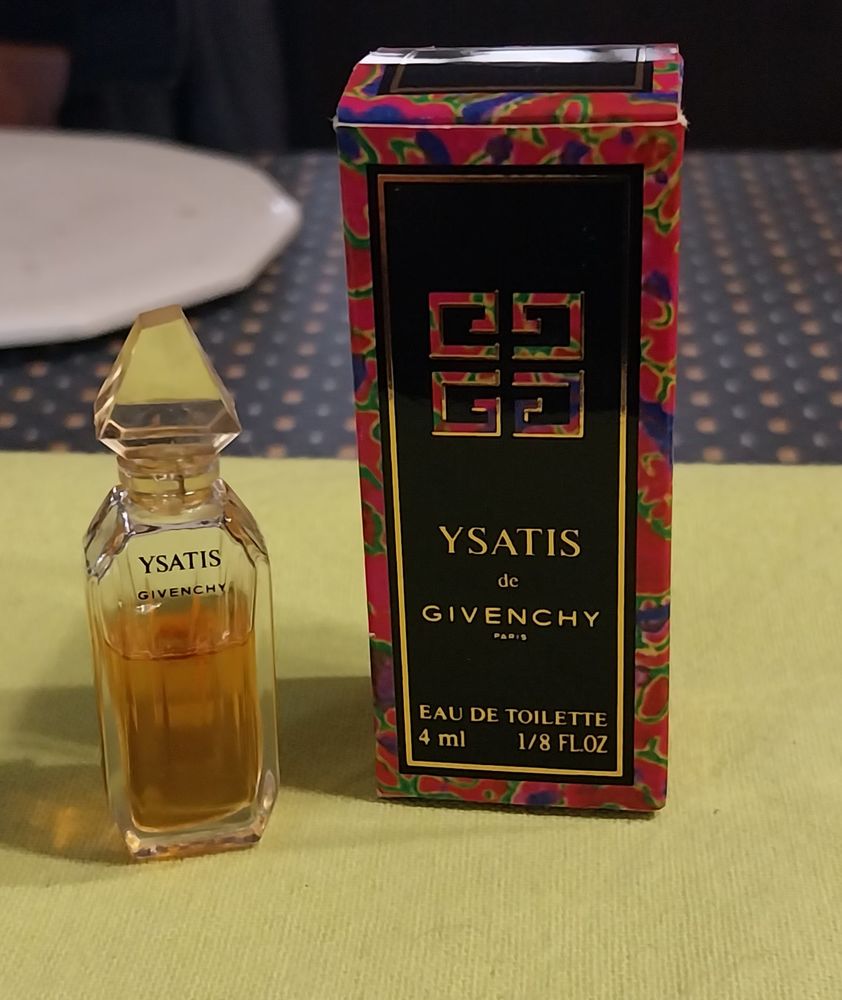 YSATIS
GIVENCHY
YSATIS
de
GIVENCHY
PARIS
EAU DE TOILETTE
4 ml 1/8 FL.OZ